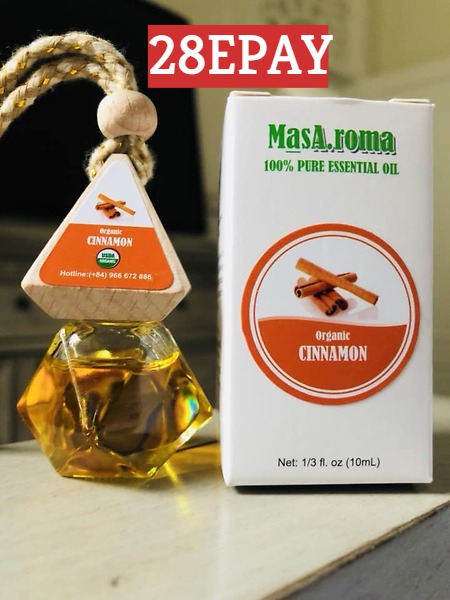 28EPAY
MasA.roma
100% PURE ESSENTIAL OIL
Organic
CINNAMON
USDA
ORGANIC
Hotline:(+84) 966 672 886
Organic
CINNAMON
Net: 1/3 fl. oz (10mL)